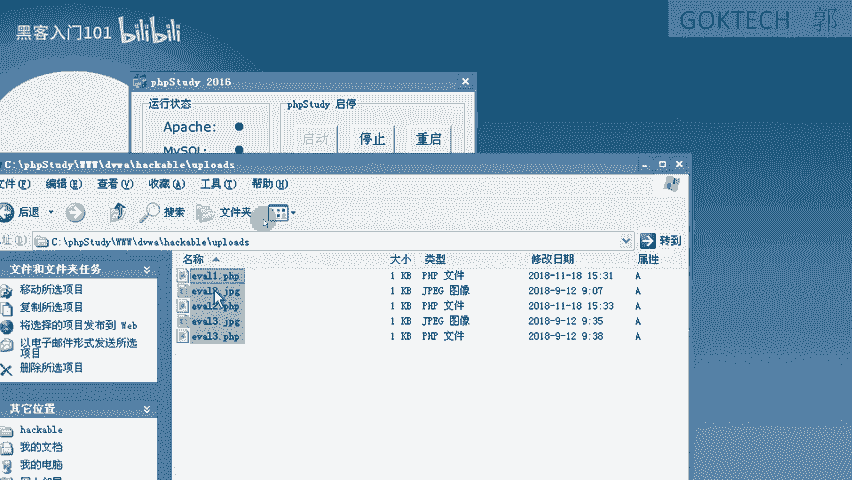 黑客入门101 bilibili
GOKTECH 郭
phpStudy 2016
运行状态
phpStudy 启停
Apache:
启动
停止
重启
MySQL:
C:\phpStudy\WWW\dvwa\hackable\uploads
文件(F) 编辑(E) 查看(V) 收藏(A) 工具(T) 帮助(H)
后退 搜索 文件夹
C:\phpStudy\WWW\dvwa\hackable\uploads 转到
文件和文件夹任务
移动所选项目
复制所选项目
将选择的项目发布到 Web
以电子邮件形式发送所选项目
删除所选项目
其它位置
hackable
我的文档
我的电脑
名称 大小 类型 修改日期 属性
eval1.php 1 KB PHP 文件 2018-11-18 15:31 A
eval2.jpg 1 KB JPEG 图像 2018-9-12 9:07 A
eval2.php 1 KB PHP 文件 2018-11-18 15:33 A
eval3.jpg 1 KB JPEG 图像 2018-9-12 9:35 A
eval3.php 1 KB PHP 文件 2018-9-12 9:38 A